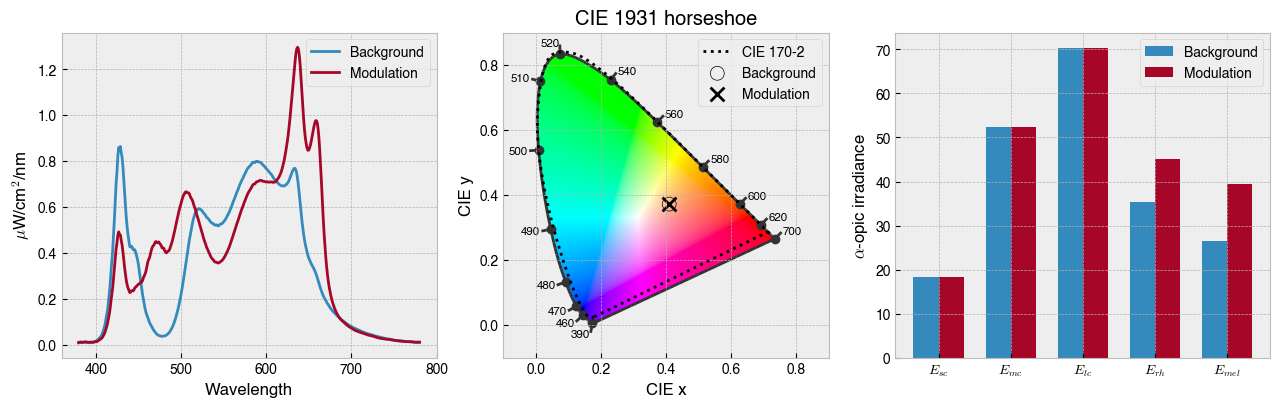 Background
Modulation
1.2
1.0
0.8
0.6
0.4
0.2
0.0
μW/cm²/nm
400
500
600
700
800
Wavelength
CIE 1931 horseshoe
CIE 170-2
Background
Modulation
0.8
0.6
0.4
0.2
0.0
CIE y
520
510
540
560
500
580
600
620
490
700
480
470
460
390
0.0
0.2
0.4
0.6
0.8
CIE x
Background
Modulation
70
60
50
40
30
20
10
0
α-opic irradiance
E_sc
E_mc
E_lc
E_rh
E_mel